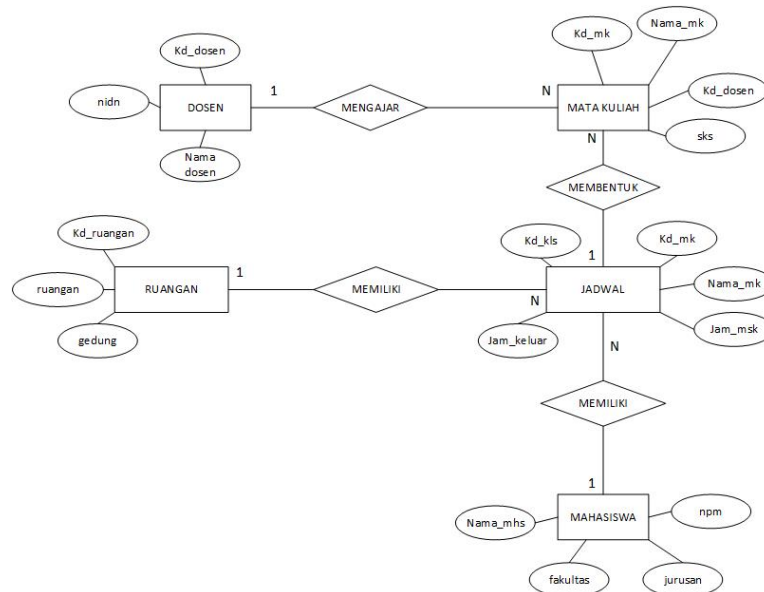 Nama_mk
Kd_mk
Kd_dosen
Kd_dosen
1
N
nidn
DOSEN
MENGAJAR
MATA KULIAH
Nama
dosen
sks
N
MEMBENTUK
Kd_ruangan
Kd_kls
Kd_mk
1
1
ruangan
RUANGAN
MEMILIKI
JADWAL
Nama_mk
N
gedung
Jam_keluar
Jam_msk
N
MEMILIKI
1
Nama_mhs
MAHASISWA
npm
fakultas
jurusan